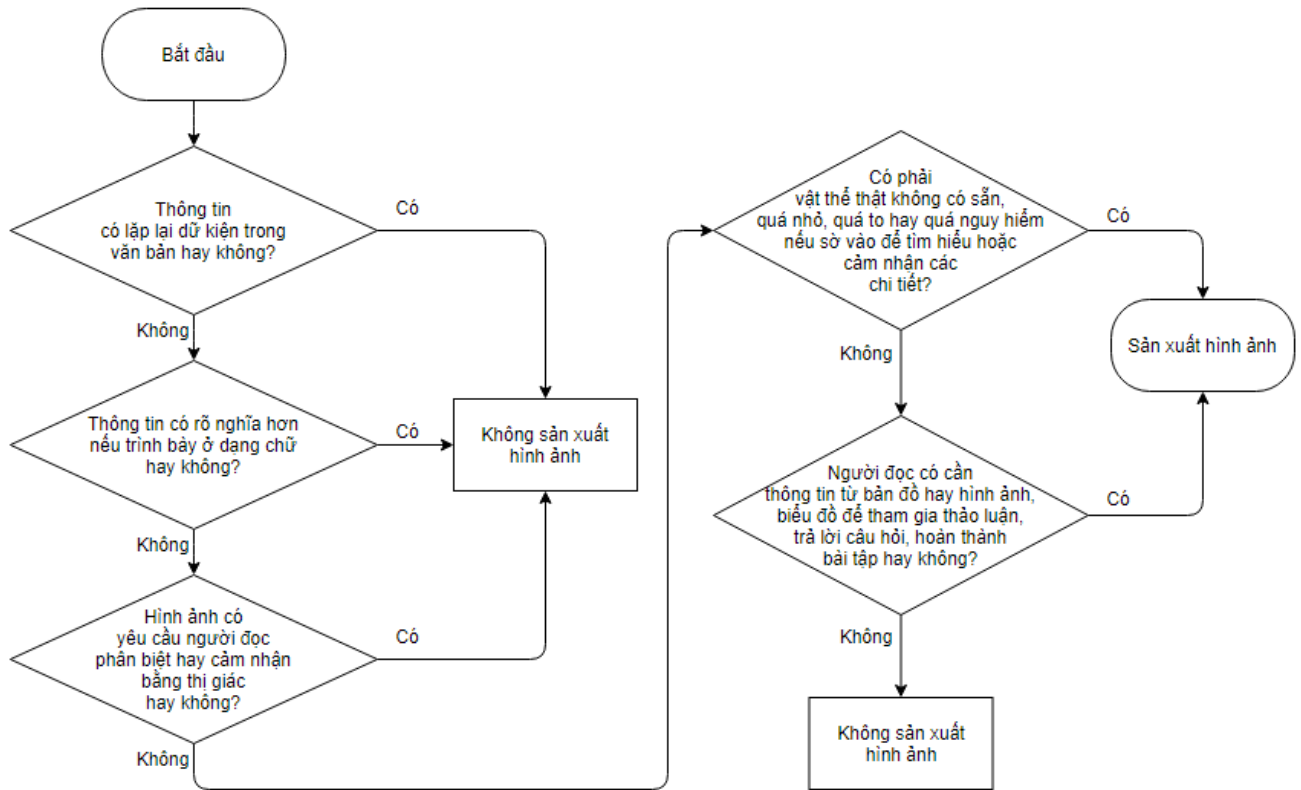 Bắt đầu
Thông tin
có lặp lại dữ kiện trong
văn bản hay không?
Có
Không
Thông tin có rõ nghĩa hơn
nếu trình bày ở dạng chữ
hay không?
Có
Không sản xuất
hình ảnh
Không
Hình ảnh có
yêu cầu người đọc
phân biệt hay cảm nhận
bằng thị giác
hay không?
Có
Không
Có phải
vật thể thật không có sẵn,
quá nhỏ, quá to hay quá nguy hiểm
nếu sờ vào để tìm hiểu hoặc
cảm nhận các
chi tiết?
Có
Sản xuất hình ảnh
Không
Người đọc có cần
thông tin từ bản đồ hay hình ảnh,
biểu đồ để tham gia thảo luận,
trả lời câu hỏi, hoàn thành
bài tập hay không?
Có
Không
Không sản xuất
hình ảnh